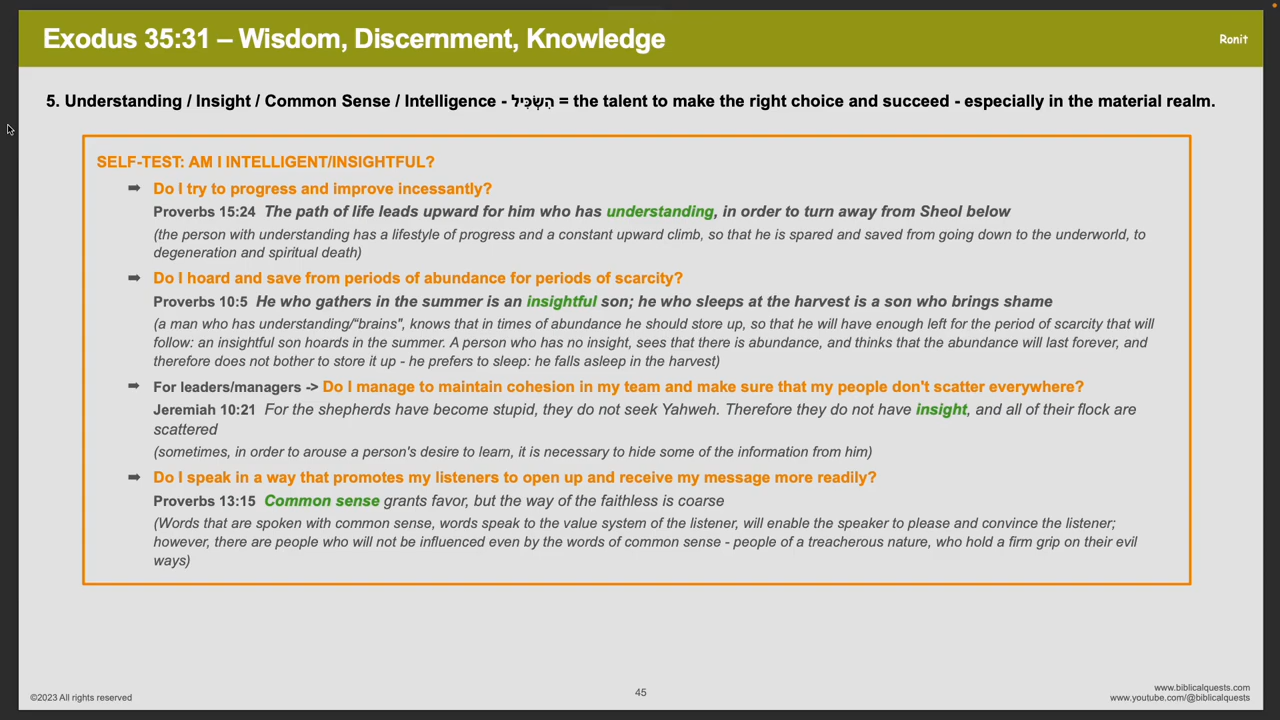 Exodus 35:31 – Wisdom, Discernment, Knowledge
Ronit
5. Understanding / Insight / Common Sense / Intelligence - הִשְׂכִּיל = the talent to make the right choice and succeed - especially in the material realm.
SELF-TEST: AM I INTELLIGENT/INSIGHTFUL?
➡ Do I try to progress and improve incessantly?
Proverbs 15:24 The path of life leads upward for him who has understanding, in order to turn away from Sheol below
(the person with understanding has a lifestyle of progress and a constant upward climb, so that he is spared and saved from going down to the underworld, to
degeneration and spiritual death)
➡ Do I hoard and save from periods of abundance for periods of scarcity?
Proverbs 10:5 He who gathers in the summer is an insightful son; he who sleeps at the harvest is a son who brings shame
(a man who has understanding/“brains", knows that in times of abundance he should store up, so that he will have enough left for the period of scarcity that will
follow: an insightful son hoards in the summer. A person who has no insight, sees that there is abundance, and thinks that the abundance will last forever, and
therefore does not bother to store it up - he prefers to sleep: he falls asleep in the harvest)
➡ For leaders/managers -> Do I manage to maintain cohesion in my team and make sure that my people don't scatter everywhere?
Jeremiah 10:21 For the shepherds have become stupid, they do not seek Yahweh. Therefore they do not have insight, and all of their flock are
scattered
(sometimes, in order to arouse a person's desire to learn, it is necessary to hide some of the information from him)
➡ Do I speak in a way that promotes my listeners to open up and receive my message more readily?
Proverbs 13:15 Common sense grants favor, but the way of the faithless is coarse
(Words that are spoken with common sense, words speak to the value system of the listener, will enable the speaker to please and convince the listener;
however, there are people who will not be influenced even by the words of common sense - people of a treacherous nature, who hold a firm grip on their evil
ways)
©2023 All rights reserved
45
www.biblicalquests.com
www.youtube.com/@biblicalquests